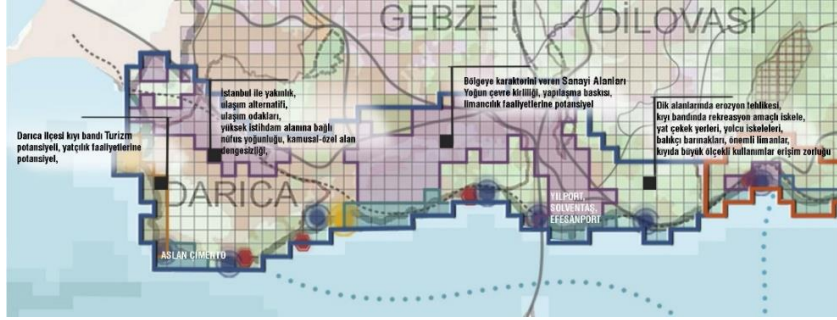 GEBZE
DİLOVASI
İstanbul ile yakınlık,
ulaşım alternatifi,
ulaşım odakları,
yüksek istihdam alanına bağlı
nüfus yoğunluğu, kamusal-özel alan
dengesizliği,
Bölgeye karakterini veren Sanayi Alanları
Yoğun çevre kirliliği, yapılaşma baskısı,
limancılık faaliyetlerine potansiyel
Dik alanlarında erozyon tehlikesi,
kıyı bandında rekreasyon amaçlı iskele,
yat çekek yerleri, yolcu iskeleleri,
balıkçı barınakları, önemli limanlar,
kıyıda büyük ölçekli kullanımlar erişim zorluğu
Darıca İlçesi kıyı bandı Turizm
potansiyeli, yatçılık faaliyetlerine
potansiyel,
DARICA
YILPORT,
SOLVENTAŞ,
EFESANPORT
ASLAN ÇİMENTO